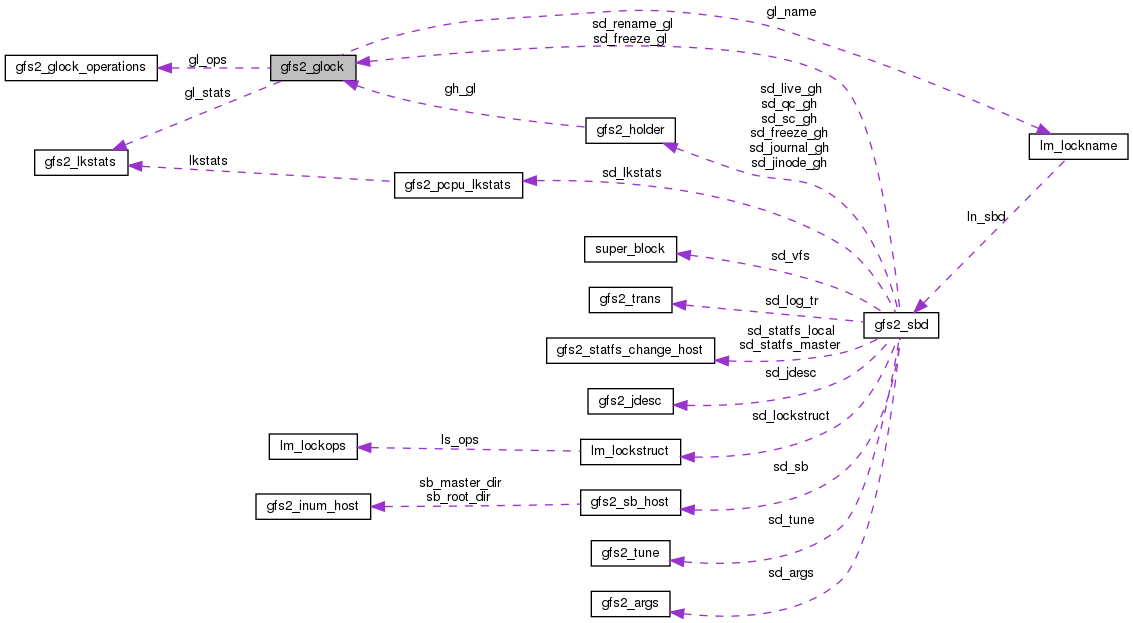 gl_name
sd_rename_gl
sd_freeze_gl
gfs2_glock_operations
gl_ops
gfs2_glock
gl_stats
gh_gl
sd_live_gh
sd_qc_gh
sd_sc_gh
sd_freeze_gh
sd_journal_gh
sd_jinode_gh
gfs2_holder
lm_lockname
gfs2_lkstats
lkstats
gfs2_pcpu_lkstats
sd_lkstats
ln_sbd
super_block
sd_vfs
gfs2_trans
sd_log_tr
gfs2_sbd
sd_statfs_local
sd_statfs_master
gfs2_statfs_change_host
sd_jdesc
gfs2_jdesc
sd_lockstruct
lm_lockops
ls_ops
lm_lockstruct
sd_sb
sb_master_dir
sb_root_dir
gfs2_inum_host
gfs2_sb_host
sd_tune
gfs2_tune
sd_args
gfs2_args